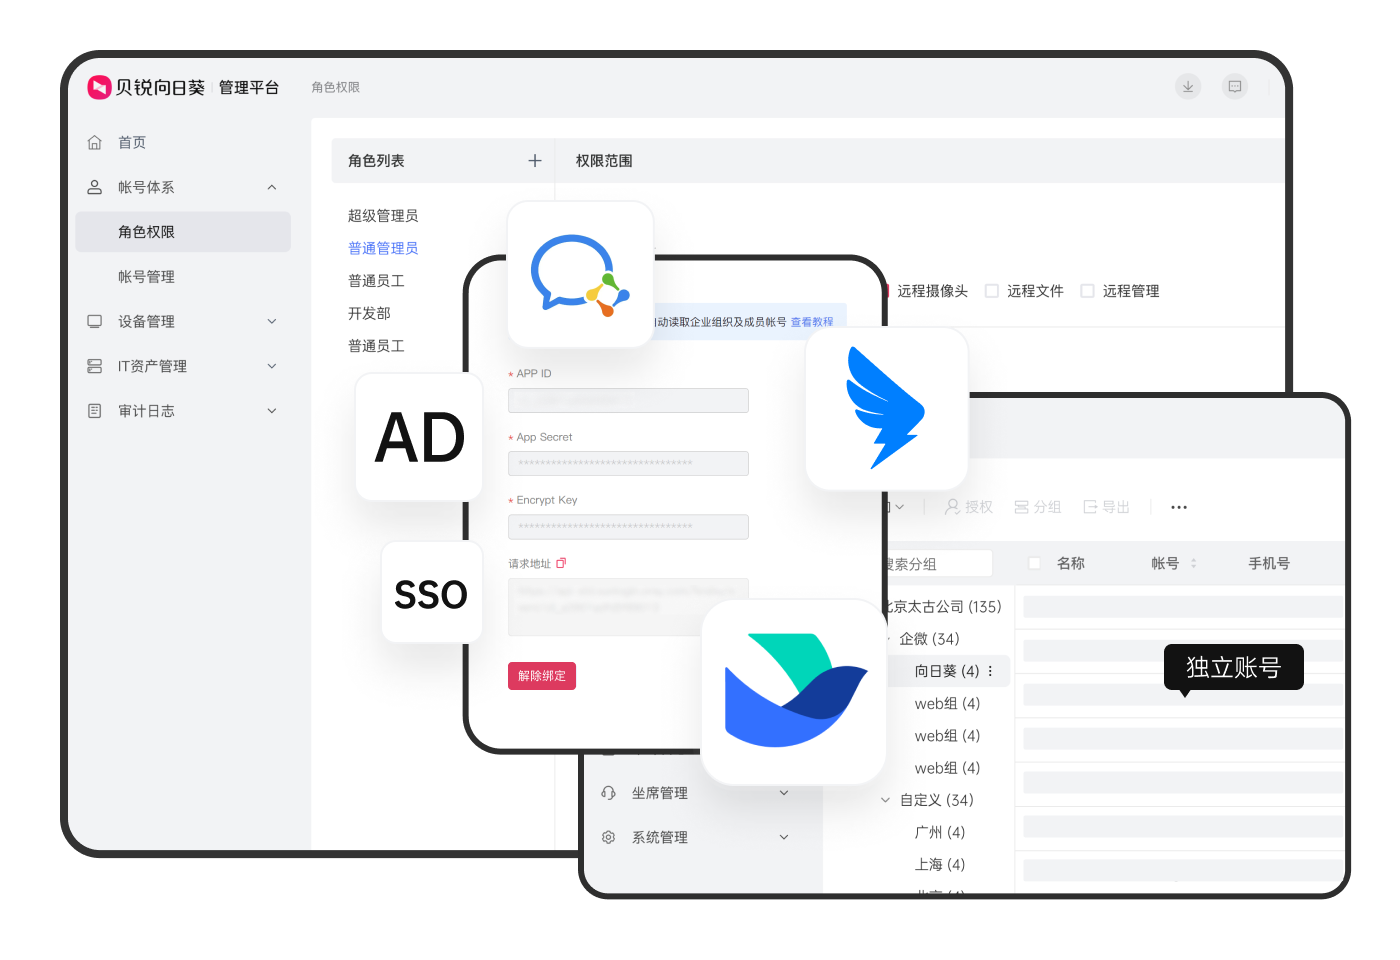 贝锐向日葵 管理平台 角色权限
首页
帐号体系
角色权限
帐号管理
设备管理
IT资产管理
审计日志
角色列表 权限范围
超级管理员
普通管理员
普通员工
开发部
普通员工
远程摄像头 远程文件 远程管理
动读取企业组织及成员帐号 查看教程
* APP ID
* App Secret
********************************
* Encrypt Key
********************************
请求地址
解除绑定
AD
SSO
授权 分组 导出
搜索分组 名称 帐号 手机号
北京太古公司 (135)
企微 (34)
向日葵 (4)
web组 (4)
web组 (4)
web组 (4)
自定义 (34)
广州 (4)
上海 (4)
独立账号
坐席管理
系统管理